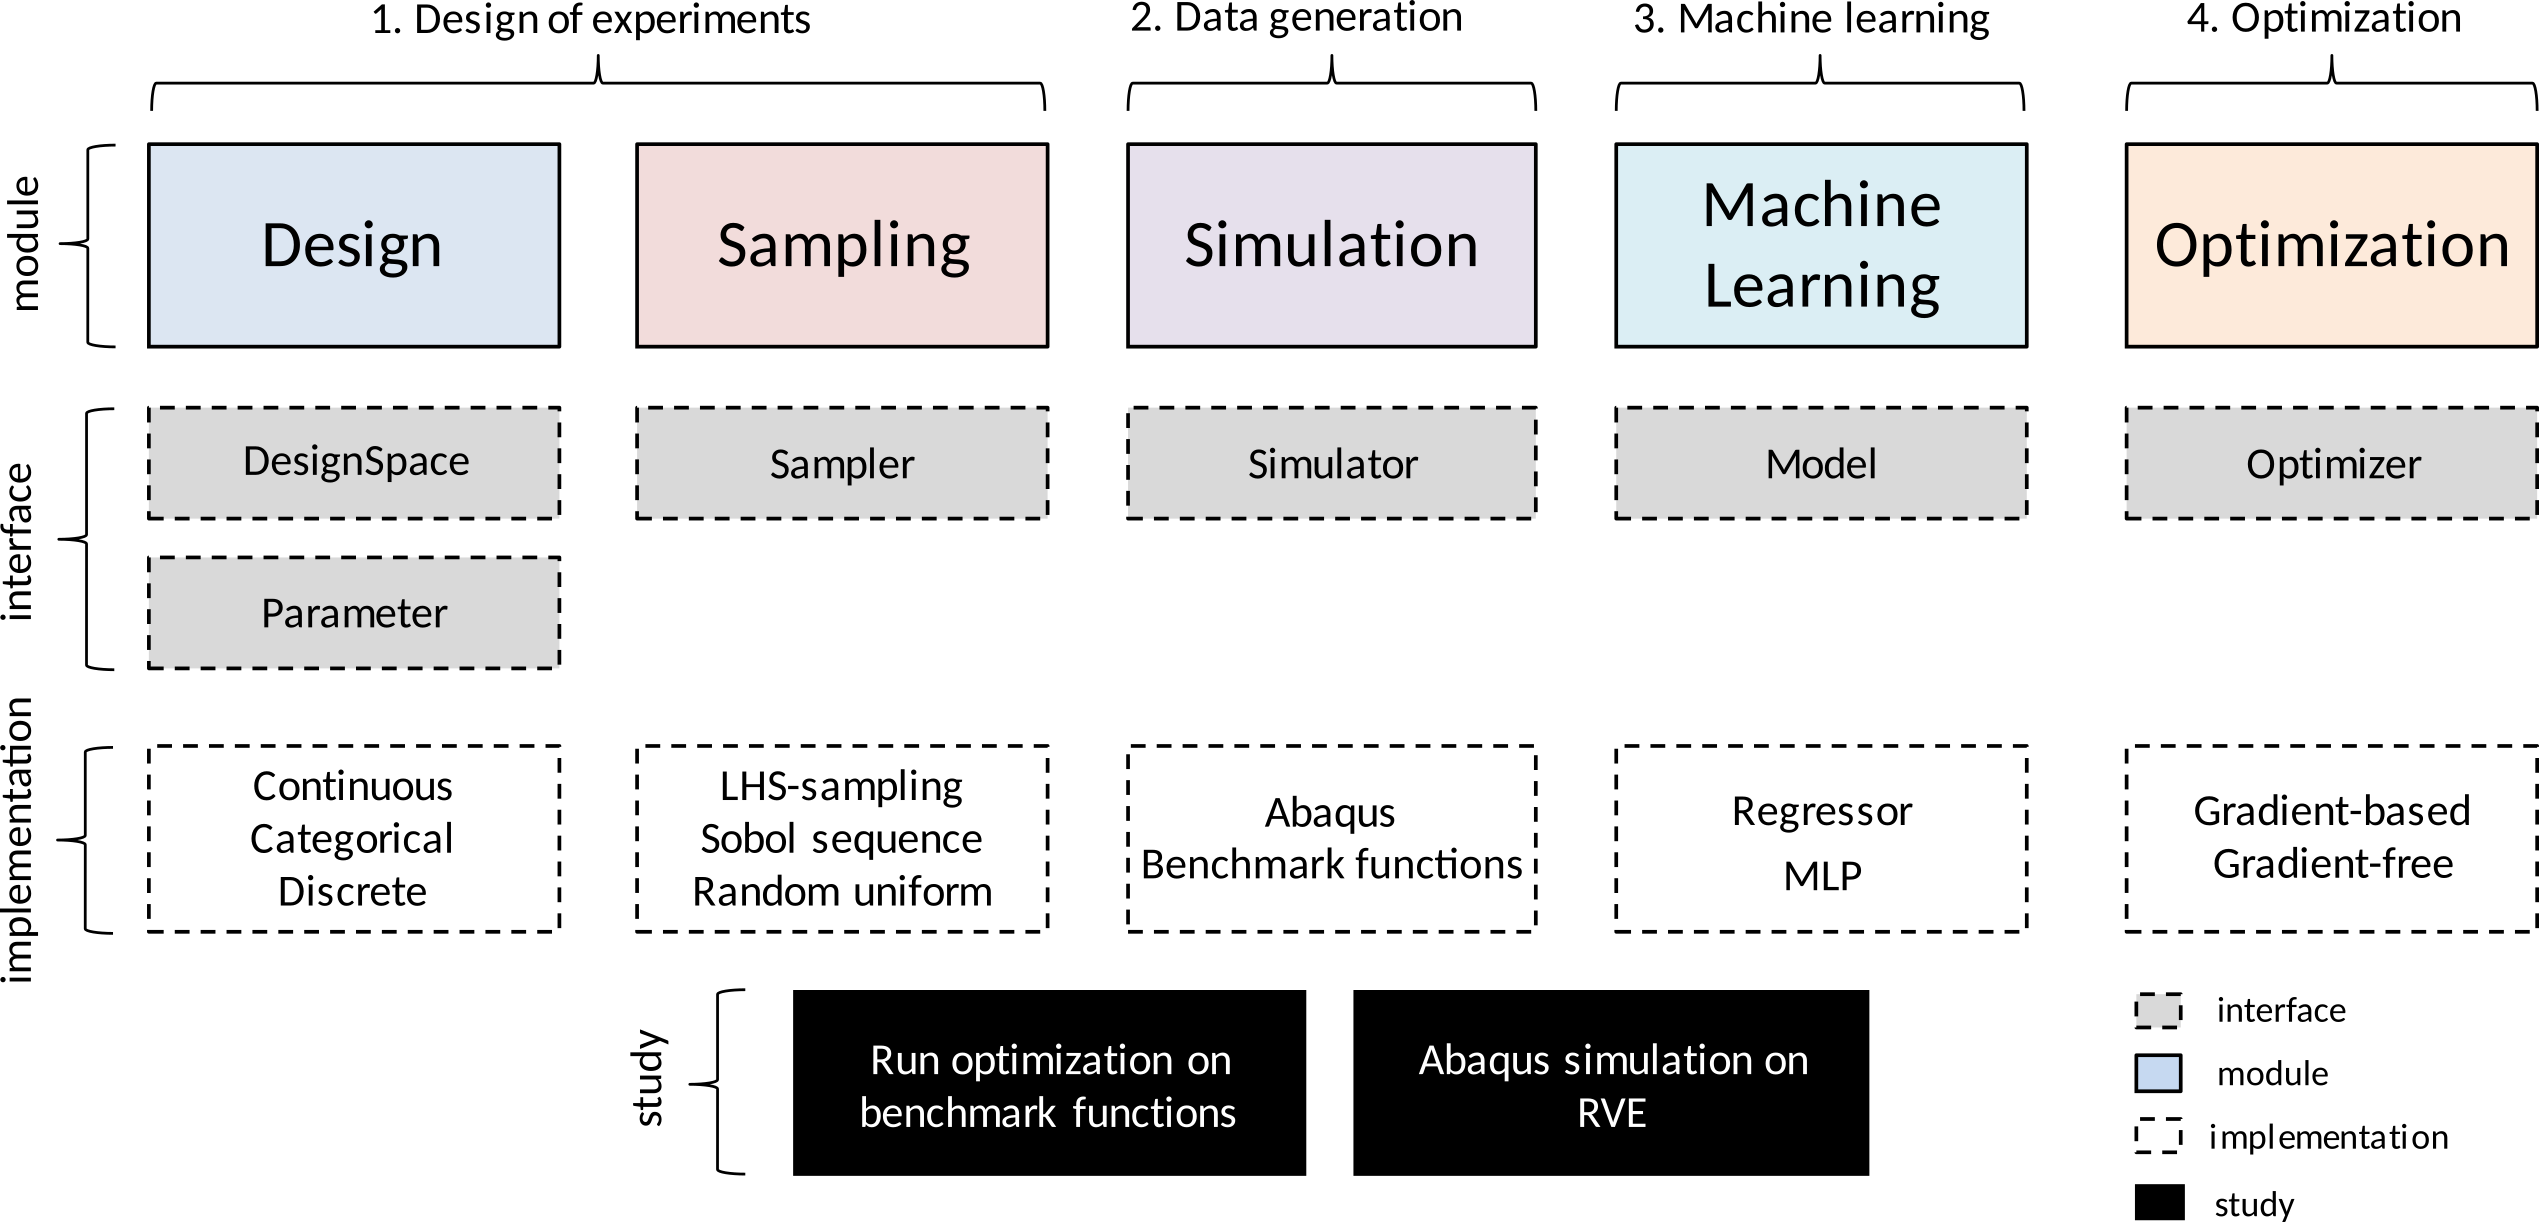 1. Design of experiments
2. Data generation
3. Machine learning
4. Optimization
module
Design
Sampling
Simulation
Machine
Learning
Optimization
interface
DesignSpace
Sampler
Simulator
Model
Optimizer
Parameter
implementation
Continuous
Categorical
Discrete
LHS-sampling
Sobol sequence
Random uniform
Abaqus
Benchmark functions
Regressor
MLP
Gradient-based
Gradient-free
study
Run optimization on
benchmark functions
Abaqus simulation on
RVE
interface
module
implementation
study